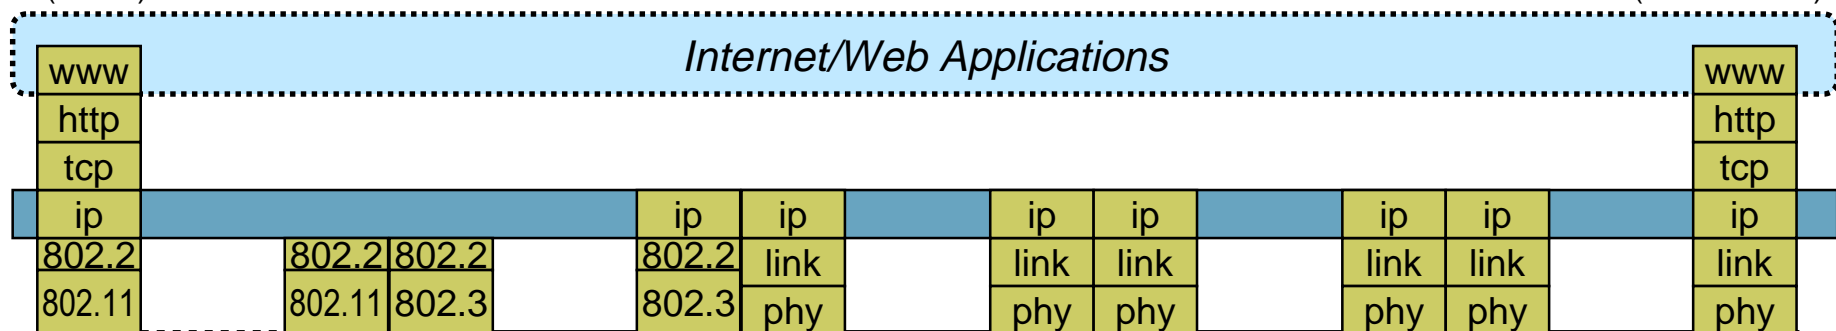 Internet/Web Applications
www www
http http
tcp tcp
ip ip ip ip ip ip ip ip
802.2 802.2 802.2 802.2 link link link link link link
802.11 802.11 802.3 802.3 phy phy phy phy phy phy